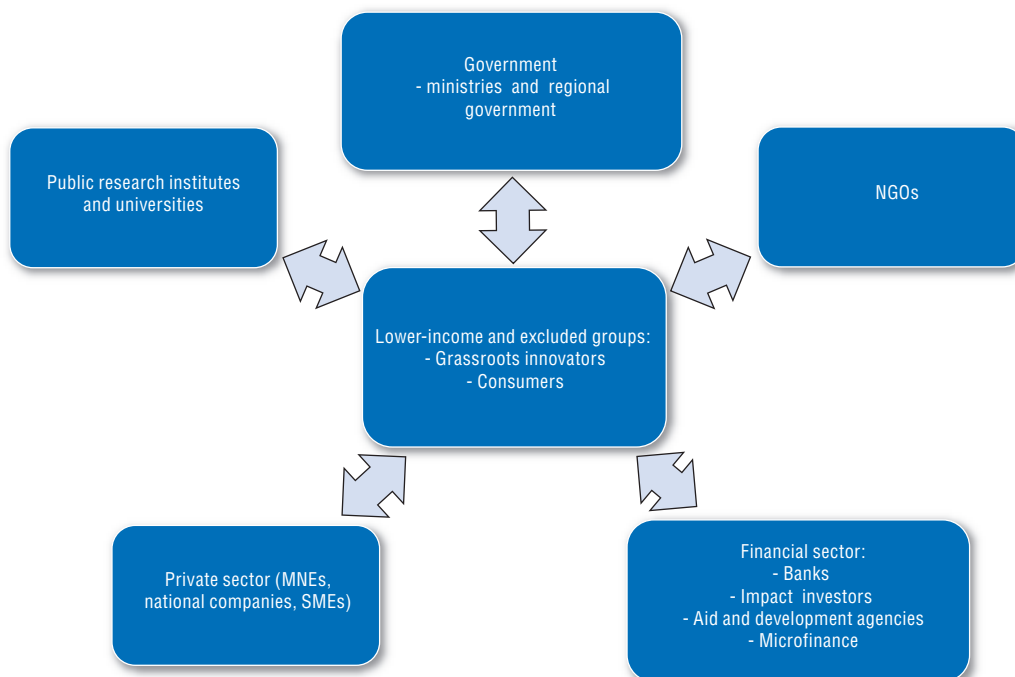 Government
- ministries and regional
government
Public research institutes
and universities
NGOs
Lower-income and excluded groups:
- Grassroots innovators
- Consumers
Private sector (MNEs,
national companies, SMEs)
Financial sector:
- Banks
- Impact investors
- Aid and development agencies
- Microfinance